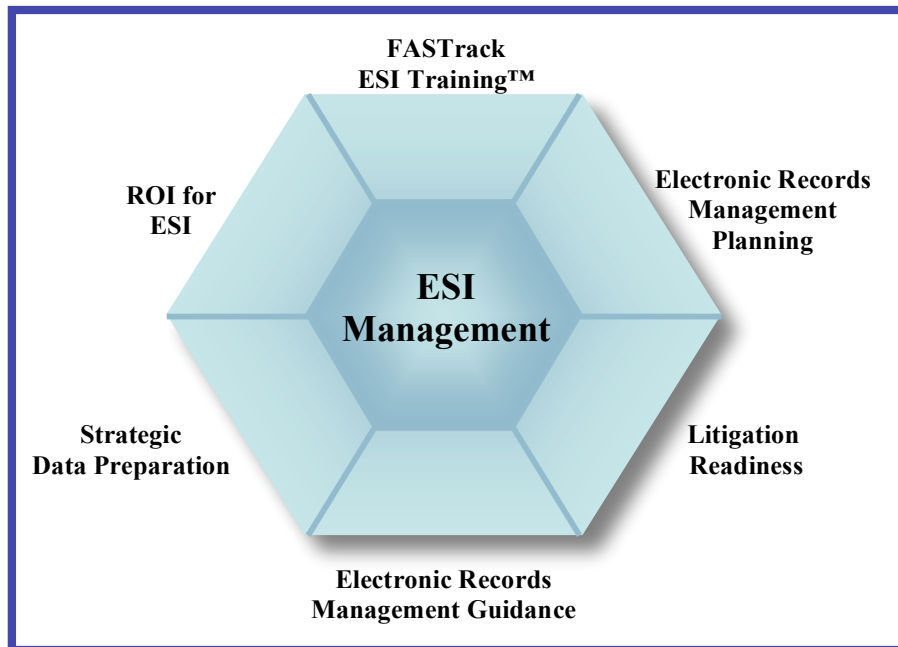 FASTrack
ESI Training™
Electronic Records
Management
Planning
ROI for
ESI
ESI
Management
Strategic
Data Preparation
Litigation
Readiness
Electronic Records
Management Guidance